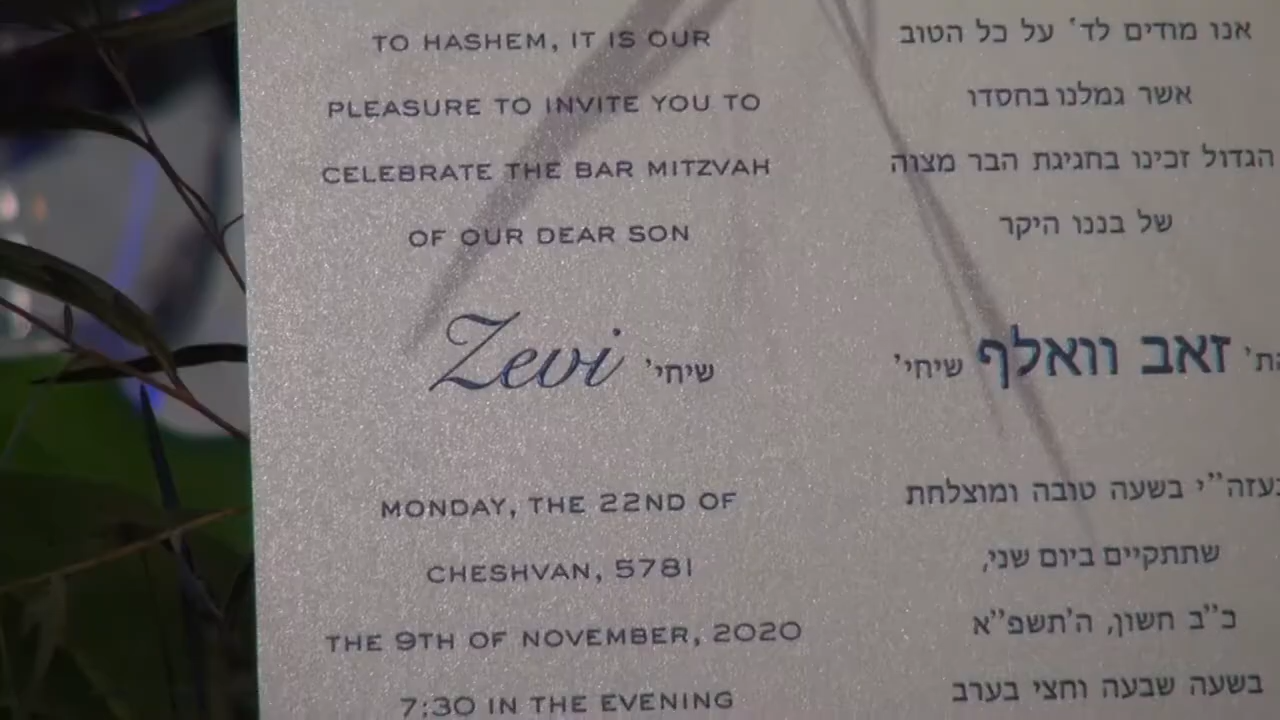 TO HASHEM, IT IS OUR
PLEASURE TO INVITE YOU TO
CELEBRATE THE BAR MITZVAH
OF OUR DEAR SON
Zevi שיחי'
MONDAY, THE 22ND OF
CHESHVAN, 5781
THE 9TH OF NOVEMBER, 2020
7:30 IN THE EVENING
אנו מודים לד' על כל הטוב
אשר גמלנו בחסדו
הגדול זכינו בחגיגת הבר מצוה
של בננו היקר
זאב וואלף שיחי'
בעזה"י בשעה טובה ומוצלחת
שתתקיים ביום שני,
כ"ב חשון, ה'תשפ"א
בשעה שבעה וחצי בערב